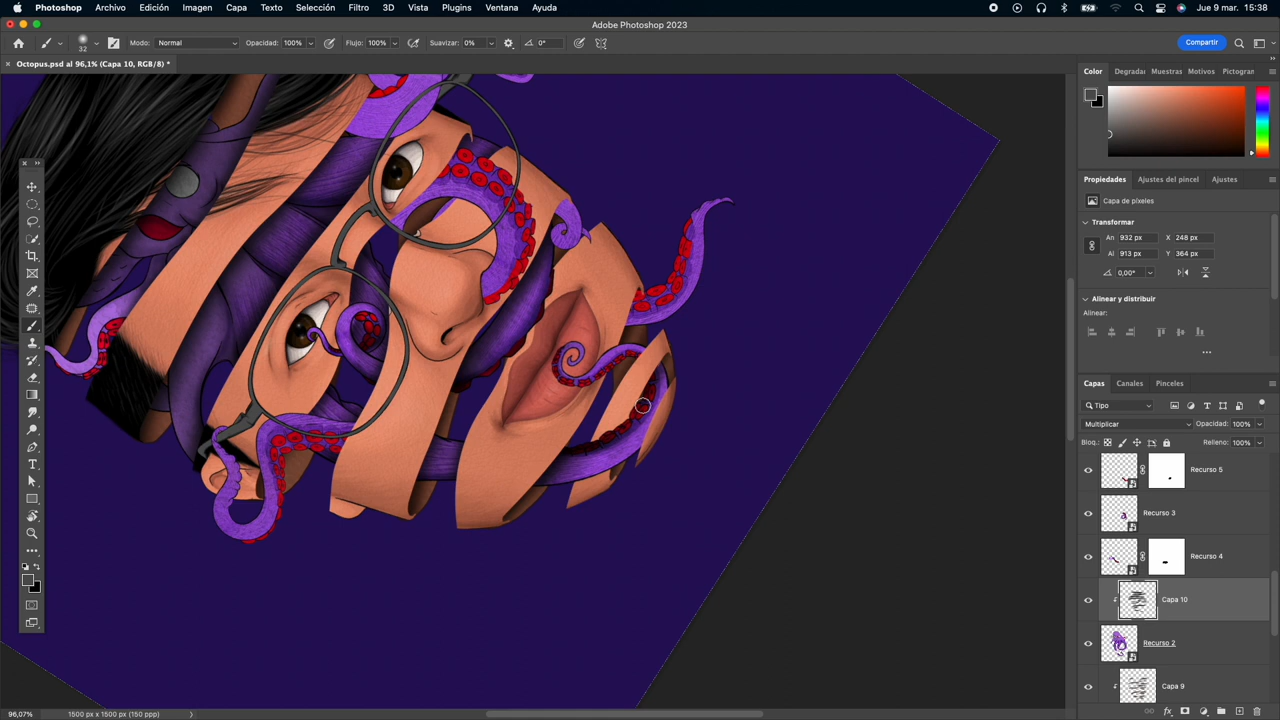 Photoshop Archivo Edición Imagen Capa Texto Selección Filtro 3D Vista Plugins Ventana Ayuda Jue 9 mar. 15:38
Adobe Photoshop 2023
32 Modo: Normal Opacidad: 100% Flujo: 100% Suavizar: 0% 0° Compartir
Octopus.psd al 96,1% (Capa 10, RGB/8) *
Color Degradac Muestras Motivos Pictogran
Propiedades Ajustes del pincel Ajustes
Capa de píxeles
Transformar
An 932 px X 248 px
Al 913 px Y 364 px
0,00°
Alinear y distribuir
Alinear:
Capas Canales Pinceles
Tipo
Multiplicar Opacidad: 100%
Bloq.: Relleno: 100%
Recurso 5
Recurso 3
Recurso 4
Capa 10
Recurso 2
Capa 9
96,07% 1500 px x 1500 px (150 ppp)